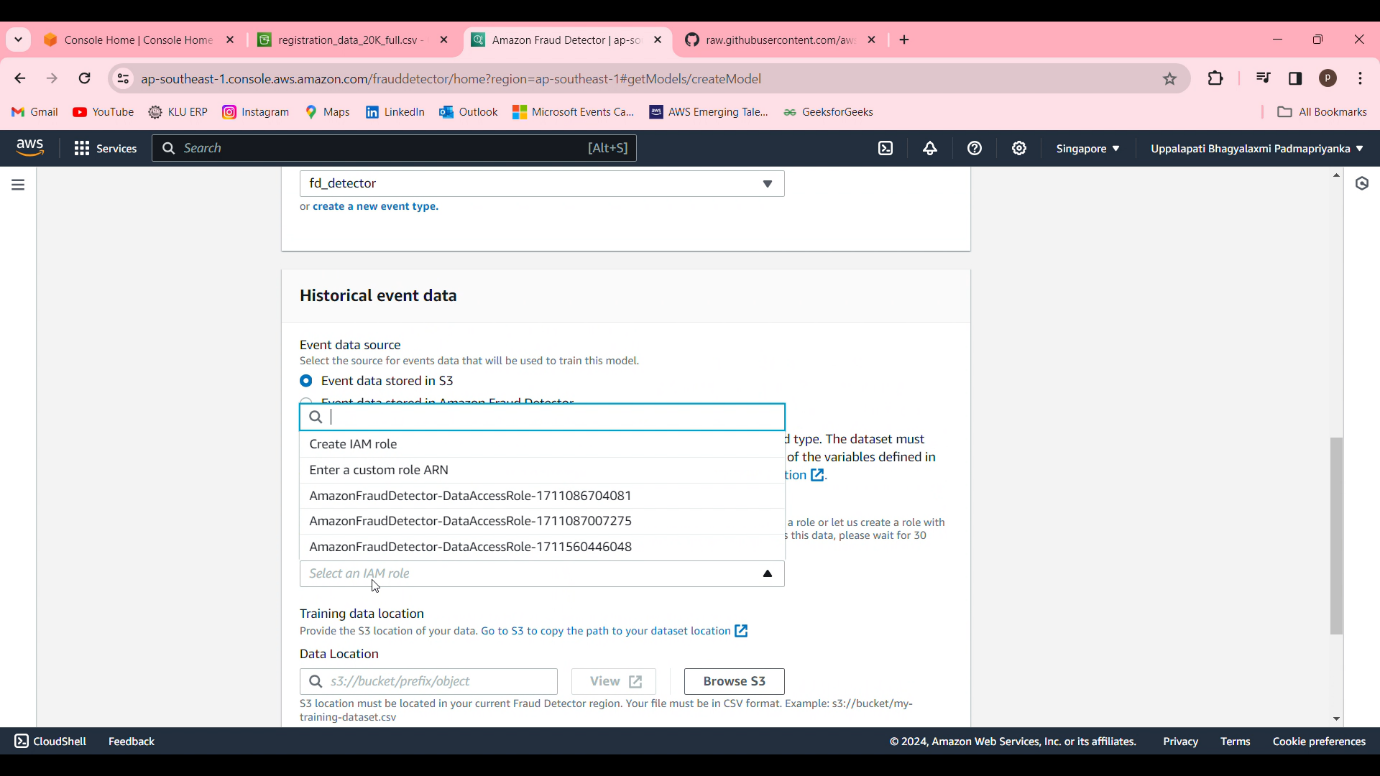 Console Home | Console Home
registration_data_20K_full.csv -
Amazon Fraud Detector | ap-so
raw.githubusercontent.com/aw
ap-southeast-1.console.aws.amazon.com/frauddetector/home?region=ap-southeast-1#getModels/createModel
P
Gmail
YouTube
KLU ERP
Instagram
Maps
LinkedIn
Outlook
Microsoft Events Ca...
AWS Emerging Tale...
GeeksforGeeks
All Bookmarks
aws
Services
Search
[Alt+S]
Singapore
Uppalapati Bhagyalaxmi Padmapriyanka
fd_detector
or create a new event type.
Historical event data
Event data source
Select the source for events data that will be used to train this model.
Event data stored in S3
Event data stored in Amazon Fraud Detector
d type. The dataset must
Create IAM role
of the variables defined in
Enter a custom role ARN
tion
AmazonFraudDetector-DataAccessRole-1711086704081
AmazonFraudDetector-DataAccessRole-1711087007275
a role or let us create a role with
s this data, please wait for 30
AmazonFraudDetector-DataAccessRole-1711560446048
Select an IAM role
Training data location
Provide the S3 location of your data. Go to S3 to copy the path to your dataset location
Data Location
s3://bucket/prefix/object
View
Browse S3
S3 location must be located in your current Fraud Detector region. Your file must be in CSV format. Example: s3://bucket/my-
training-dataset.csv
CloudShell
Feedback
© 2024, Amazon Web Services, Inc. or its affiliates.
Privacy
Terms
Cookie preferences